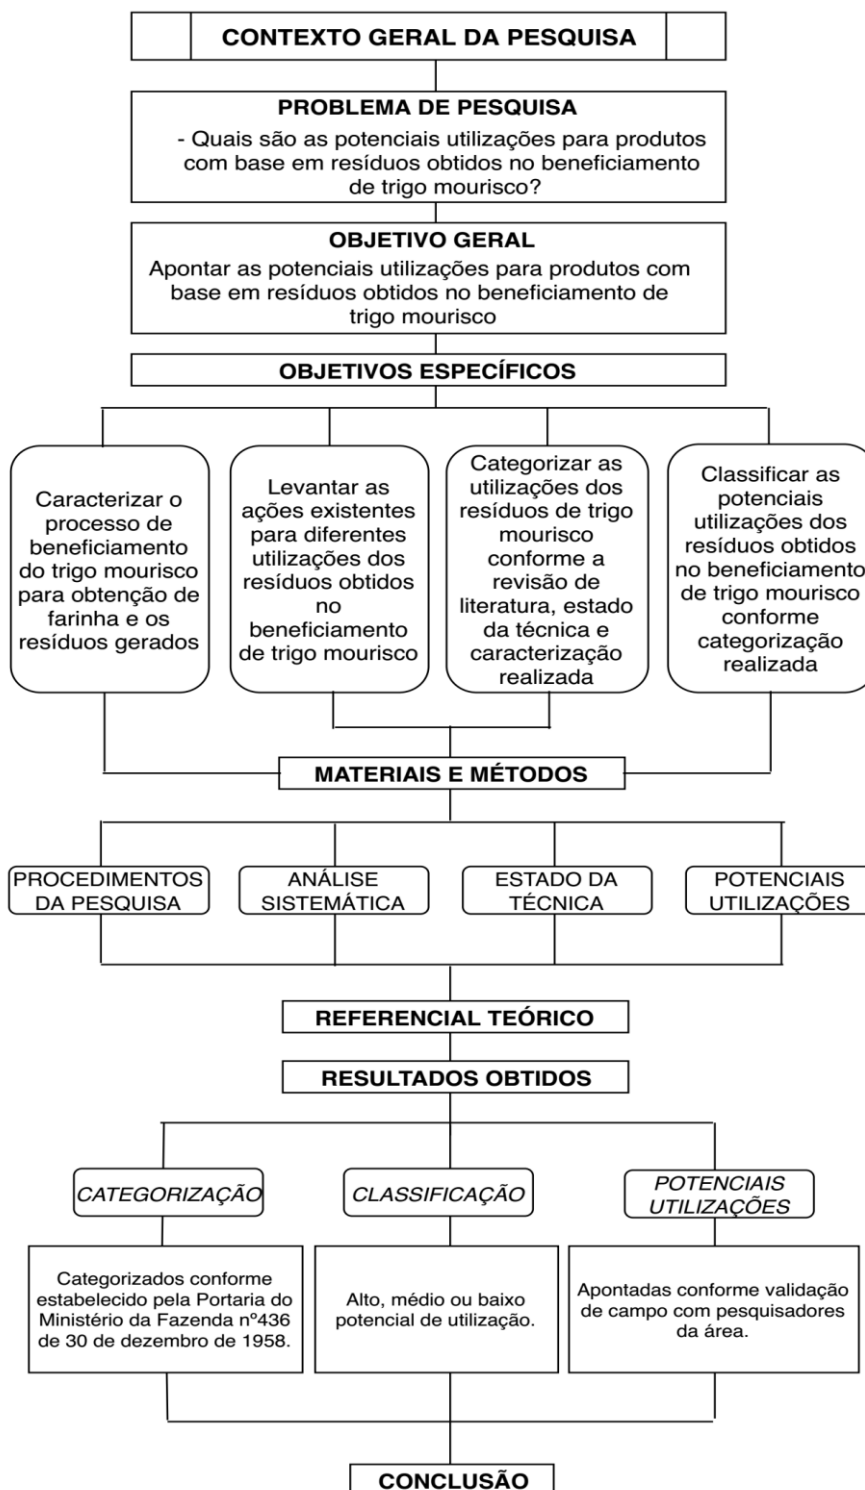 CONTEXTO GERAL DA PESQUISA
PROBLEMA DE PESQUISA
- Quais são as potenciais utilizações para produtos
com base em resíduos obtidos no beneficiamento
de trigo mourisco?
OBJETIVO GERAL
Apontar as potenciais utilizações para produtos com
base em resíduos obtidos no beneficiamento de
trigo mourisco
OBJETIVOS ESPECÍFICOS
Caracterizar o
processo de
beneficiamento
do trigo mourisco
para obtenção de
farinha e os
resíduos gerados
Levantar as
ações existentes
para diferentes
utilizações dos
resíduos obtidos
no
beneficiamento
de trigo mourisco
Categorizar as
utilizações dos
resíduos de trigo
mourisco
conforme a
revisão de
literatura, estado
da técnica e
caracterização
realizada
Classificar as
potenciais
utilizações dos
resíduos obtidos
no beneficiamento
de trigo mourisco
conforme
categorização
realizada
MATERIAIS E MÉTODOS
PROCEDIMENTOS
DA PESQUISA
ANÁLISE
SISTEMÁTICA
ESTADO DA
TÉCNICA
POTENCIAIS
UTILIZAÇÕES
REFERENCIAL TEÓRICO
RESULTADOS OBTIDOS
CATEGORIZAÇÃO
CLASSIFICAÇÃO
POTENCIAIS
UTILIZAÇÕES
Categorizados conforme
estabelecido pela Portaria do
Ministério da Fazenda nº436
de 30 de dezembro de 1958.
Alto, médio ou baixo
potencial de utilização.
Apontadas conforme validação
de campo com pesquisadores
da área.
CONCLUSÃO